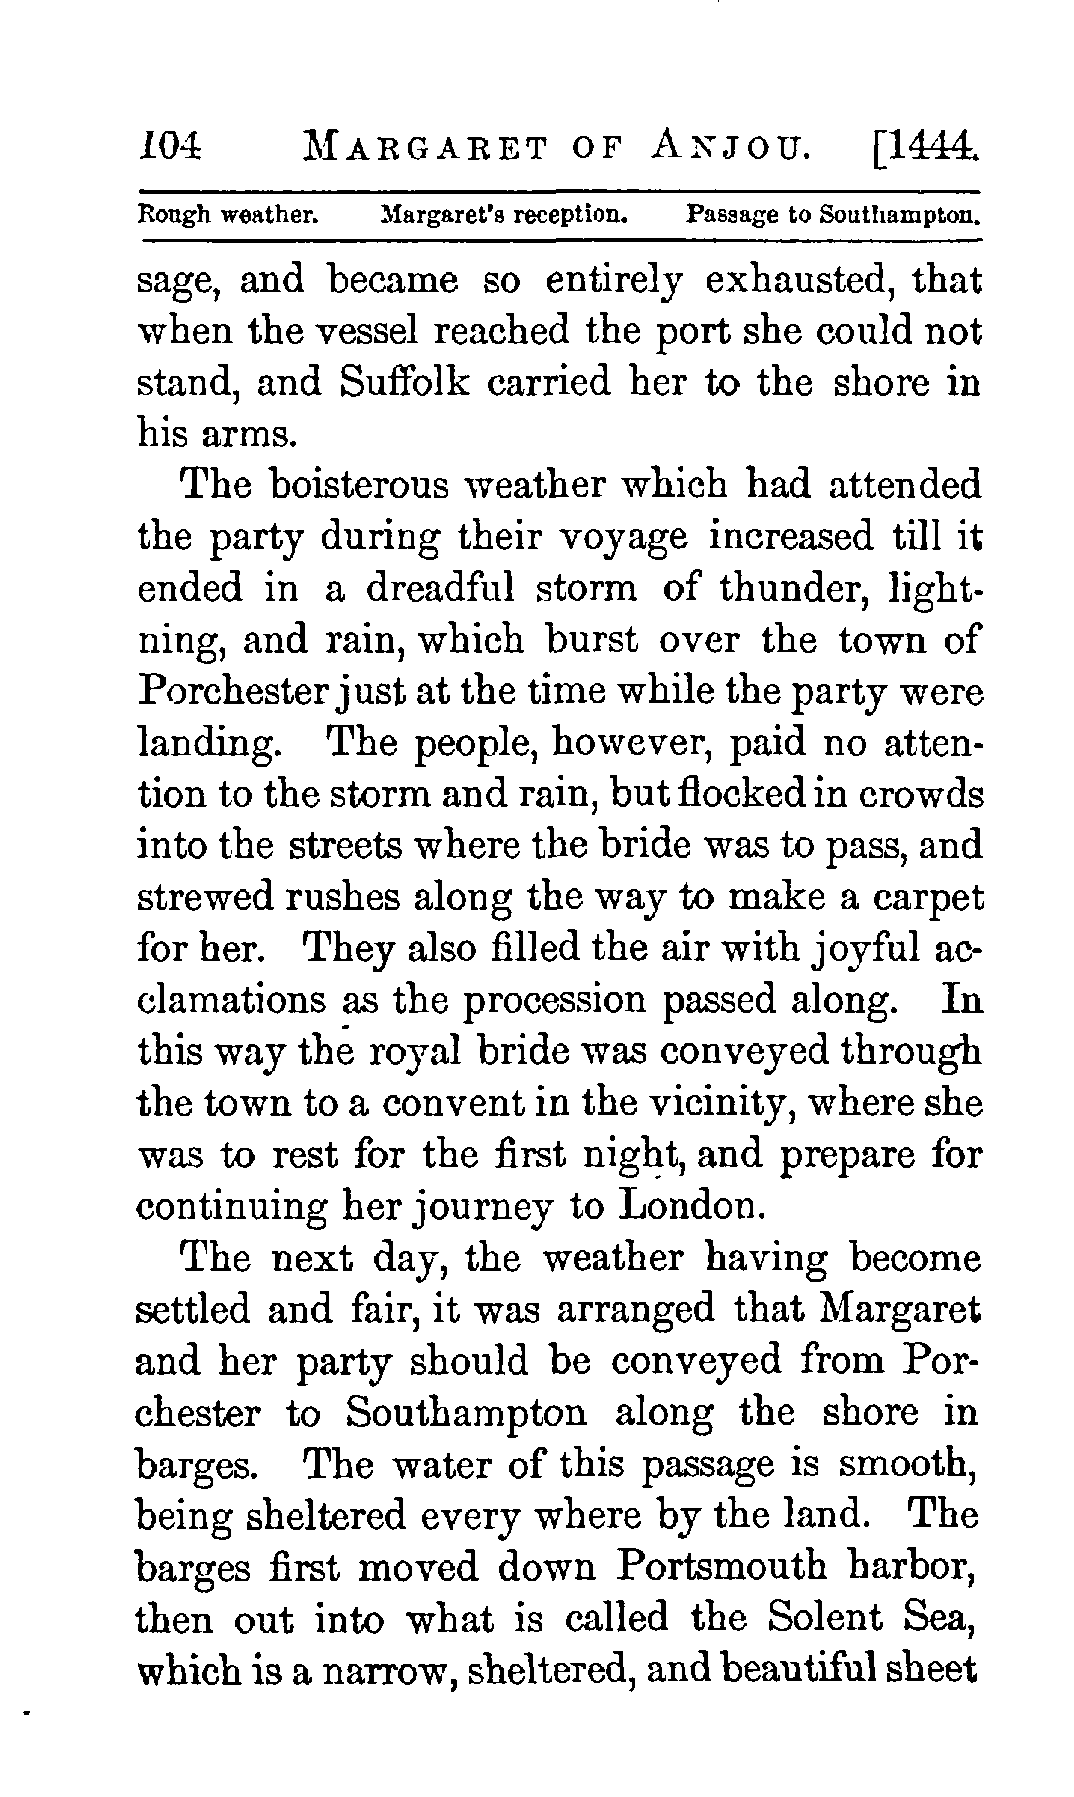 104 MARGARET OF ANJOU. [1444.
Rough weather. Margaret's reception. Passage to Southampton.
sage, and became so entirely exhausted, that
when the vessel reached the port she could not
stand, and Suffolk carried her to the shore in
his arms.
The boisterous weather which had attended
the party during their voyage increased till it
ended in a dreadful storm of thunder, light-
ning, and rain, which burst over the town of
Porchester just at the time while the party were
landing. The people, however, paid no atten-
tion to the storm and rain, but flocked in crowds
into the streets where the bride was to pass, and
strewed rushes along the way to make a carpet
for her. They also filled the air with joyful ac-
clamations as the procession passed along. In
this way the royal bride was conveyed through
the town to a convent in the vicinity, where she
was to rest for the first night, and prepare for
continuing her journey to London.
The next day, the weather having become
settled and fair, it was arranged that Margaret
and her party should be conveyed from Por-
chester to Southampton along the shore in
barges. The water of this passage is smooth,
being sheltered every where by the land. The
barges first moved down Portsmouth harbor,
then out into what is called the Solent Sea,
which is a narrow, sheltered, and beautiful sheet